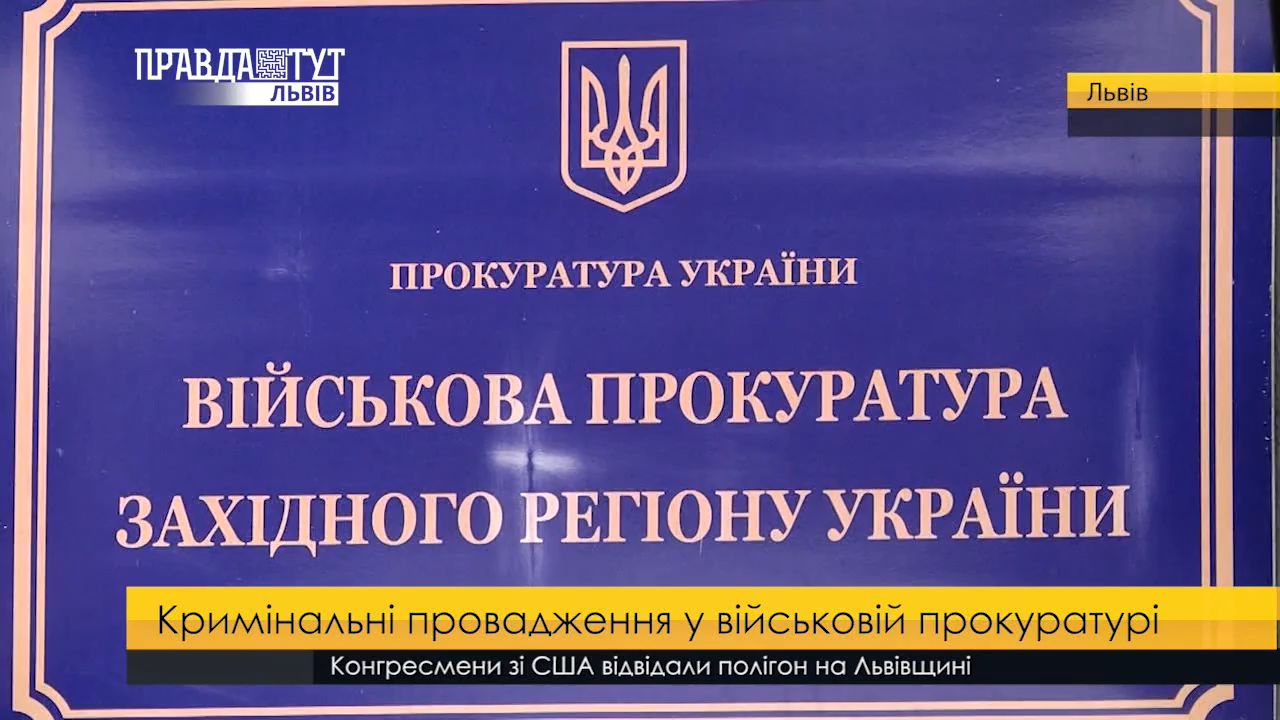 ПРАВДА ТУТ
ЛЬВІВ
Львів
ПРОКУРАТУРА УКРАЇНИ
ВІЙСЬКОВА ПРОКУРАТУРА
ЗАХІДНОГО РЕГІОНУ УКРАЇНИ
Кримінальні провадження у військовій прокуратурі
Конгресмени зі США відвідали полігон на Львівщині